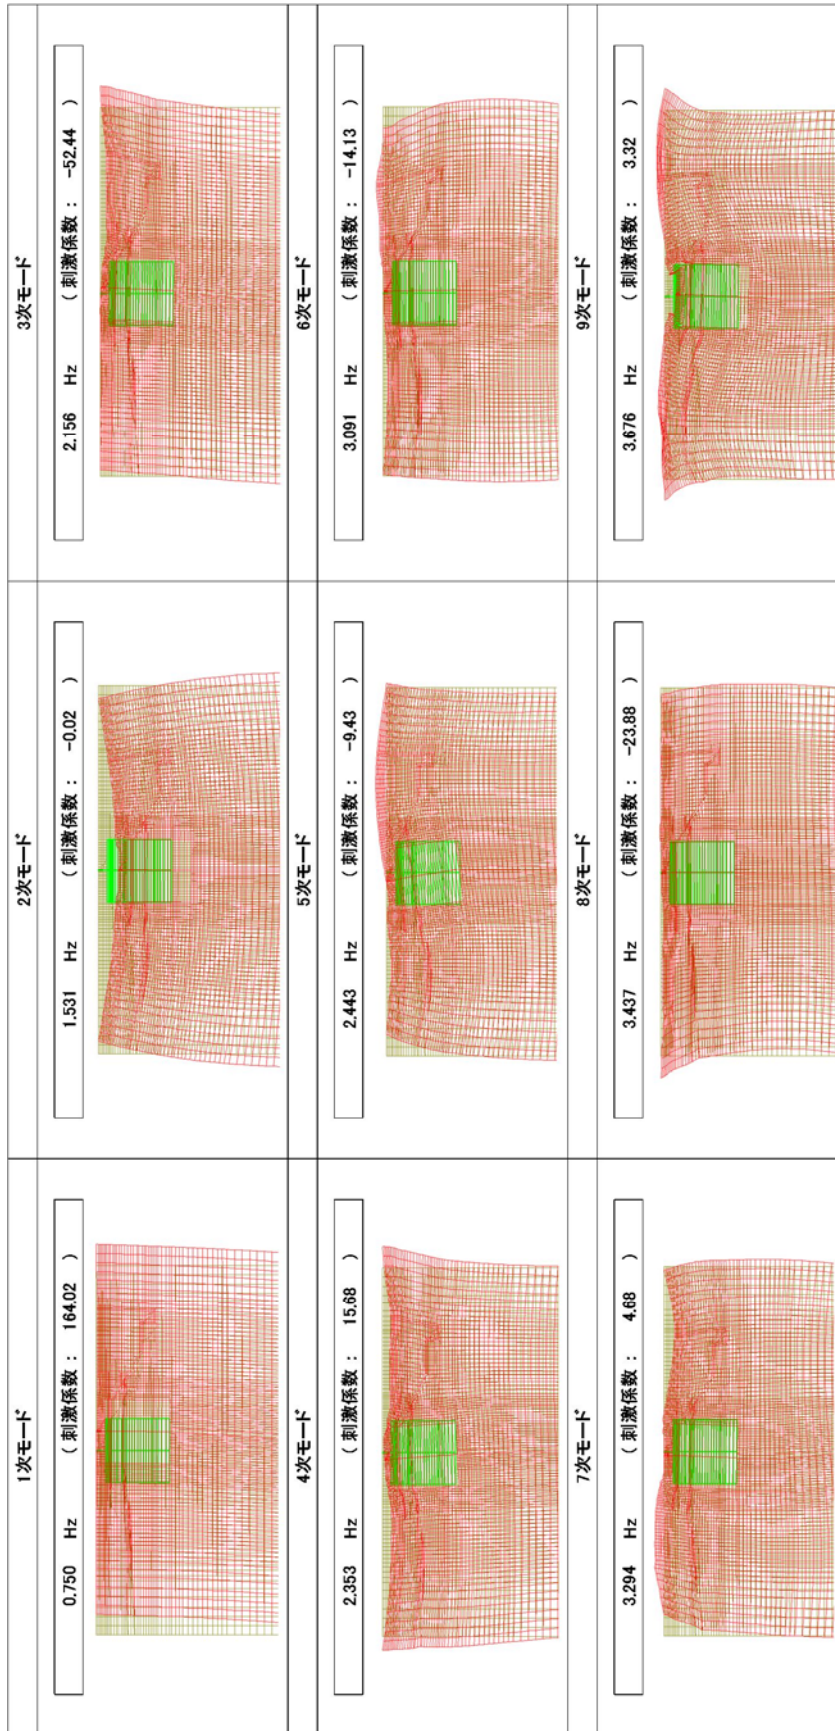 1次モード
0.750 Hz (刺激係数: 164.02 )
2次モード
1.531 Hz (刺激係数: -0.02 )
3次モード
2.156 Hz (刺激係数: -52.44 )
4次モード
2.353 Hz (刺激係数: 15.68 )
5次モード
2.443 Hz (刺激係数: -9.43 )
6次モード
3.091 Hz (刺激係数: -14.13 )
7次モード
3.294 Hz (刺激係数: 4.68 )
8次モード
3.437 Hz (刺激係数: -23.88 )
9次モード
3.676 Hz (刺激係数: 3.32 )